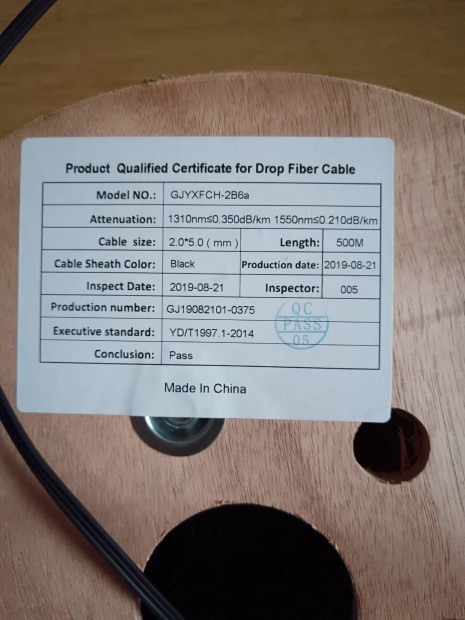 Product Qualified Certificate for Drop Fiber Cable
Model NO.: GJYXFCH-2B6a
Attenuation: 1310nm≤0.350dB/km 1550nm≤0.210dB/km
Cable size: 2.0*5.0 ( mm ) Length: 500M
Cable Sheath Color: Black Production date: 2019-08-21
Inspect Date: 2019-08-21 Inspector: 005
Production number: GJ19082101-0375
Executive standard: YD/T1997.1-2014
Conclusion: Pass
QC
PASS
05
Made In China